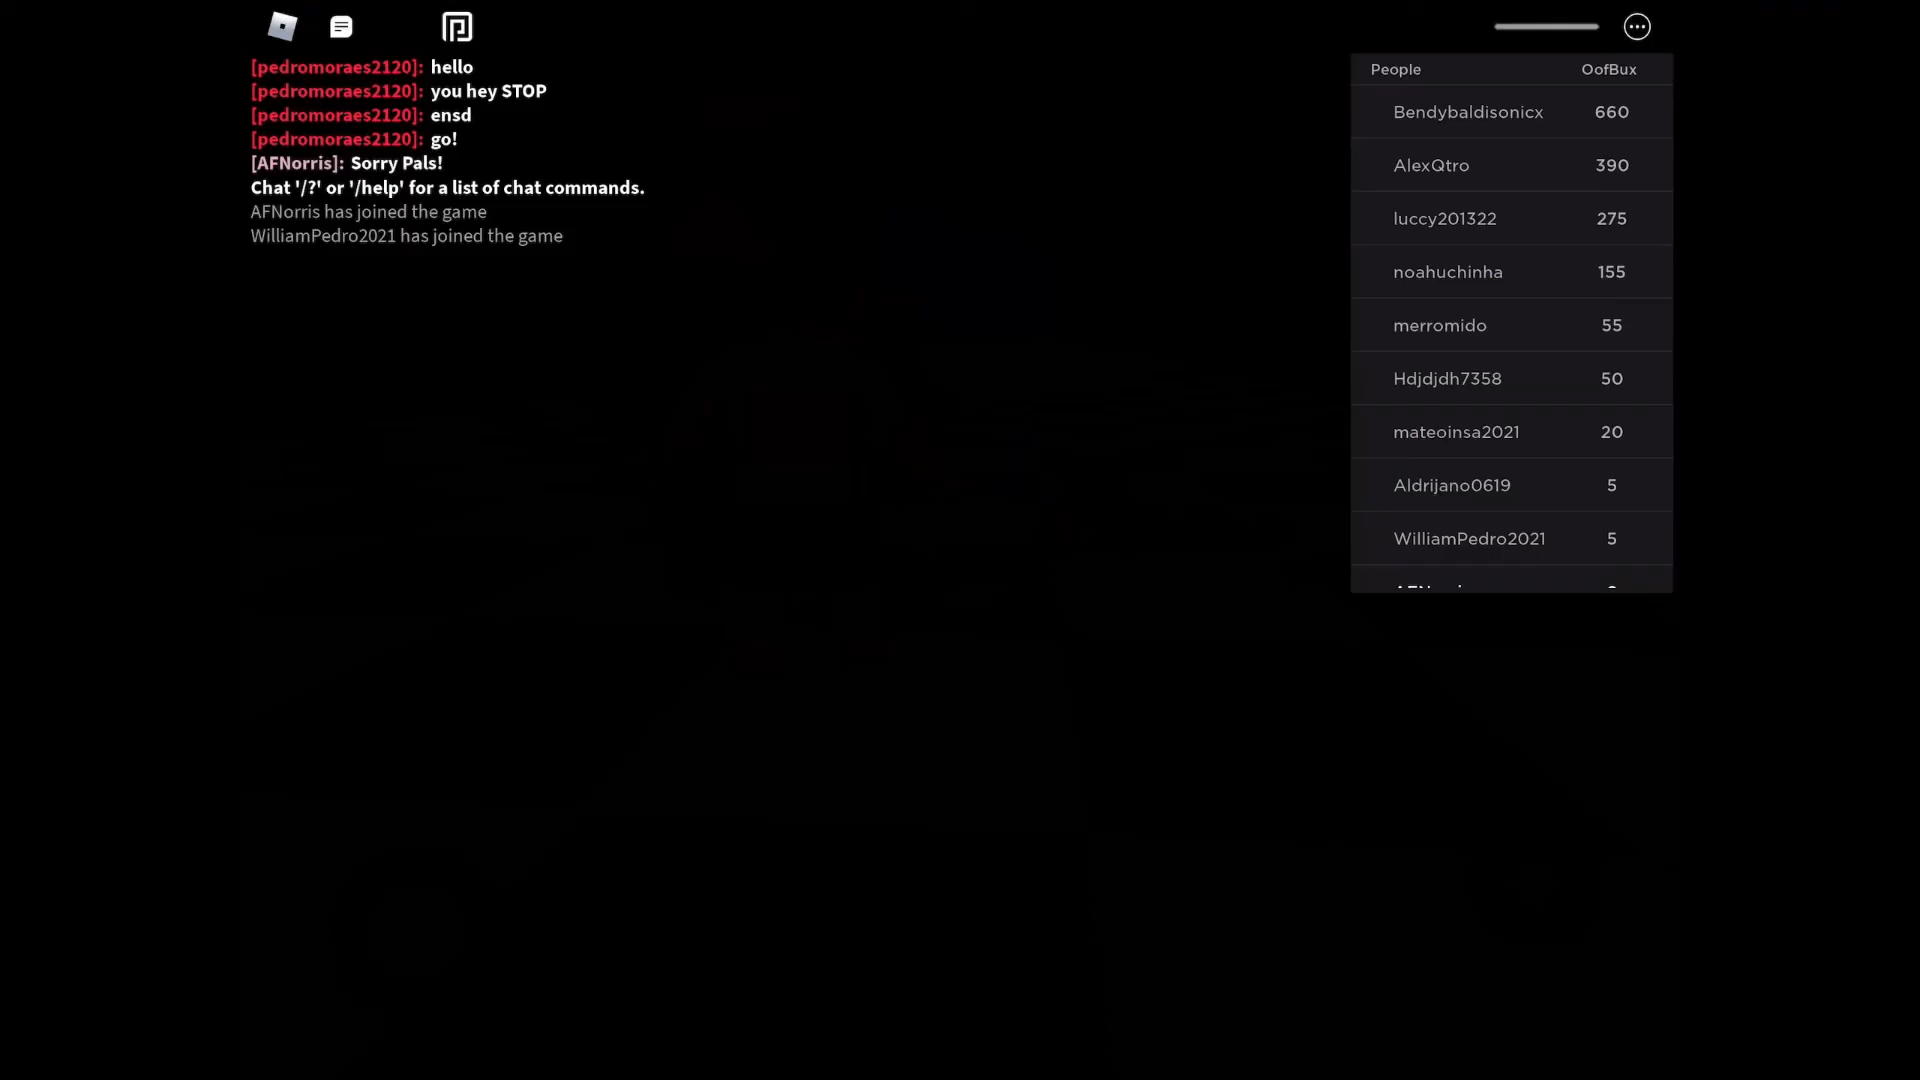 [pedromoraes2120]: hello
[pedromoraes2120]: you hey STOP
[pedromoraes2120]: ensd
[pedromoraes2120]: go!
[AFNorris]: Sorry Pals!
Chat '/?' or '/help' for a list of chat commands.
AFNorris has joined the game
WilliamPedro2021 has joined the game
People OofBux
Bendybaldisonicx 660
AlexQtro 390
luccy201322 275
noahuchinha 155
merromido 55
Hdjdjdh7358 50
mateoinsa2021 20
Aldrijano0619 5
WilliamPedro2021 5